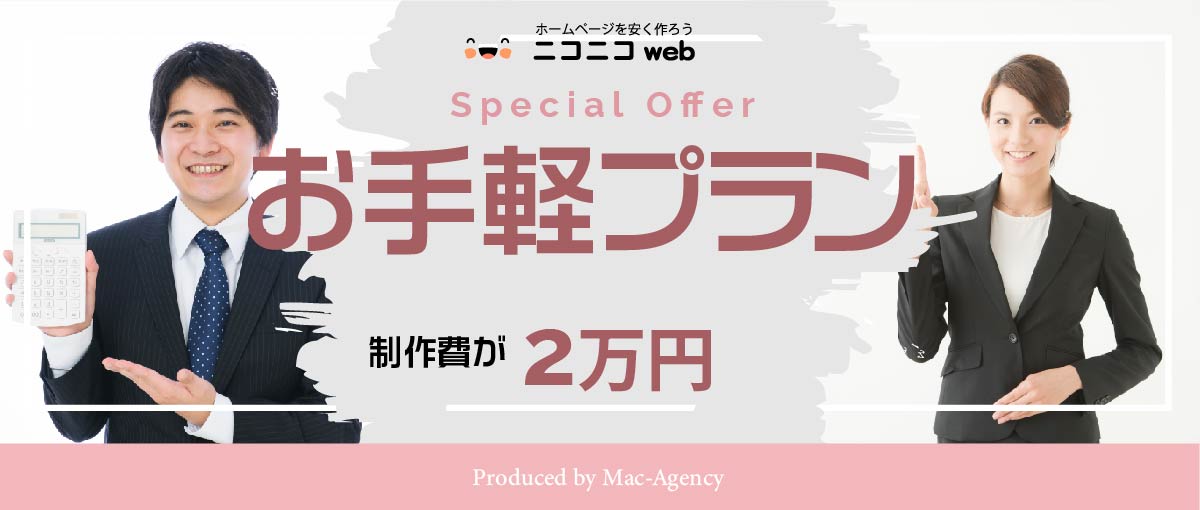 ホームページを安く作ろう
ニコニコ web
Special Offer
お手軽プラン
制作費が 2万円
Produced by Mac-Agency